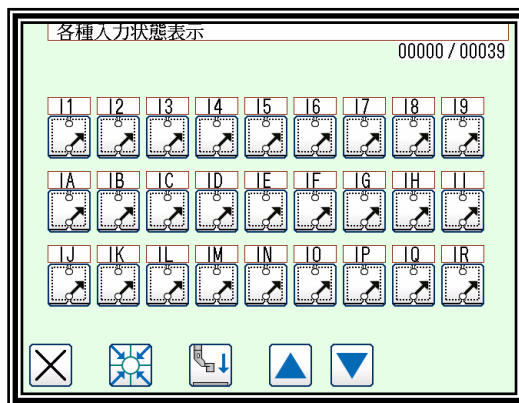 各種入力状態表示
00000 / 00039
I1 I2 I3 I4 I5 I6 I7 I8 I9
IA IB IC ID IE IF IG IH II
IJ IK IL IM IN IO IP IQ IR